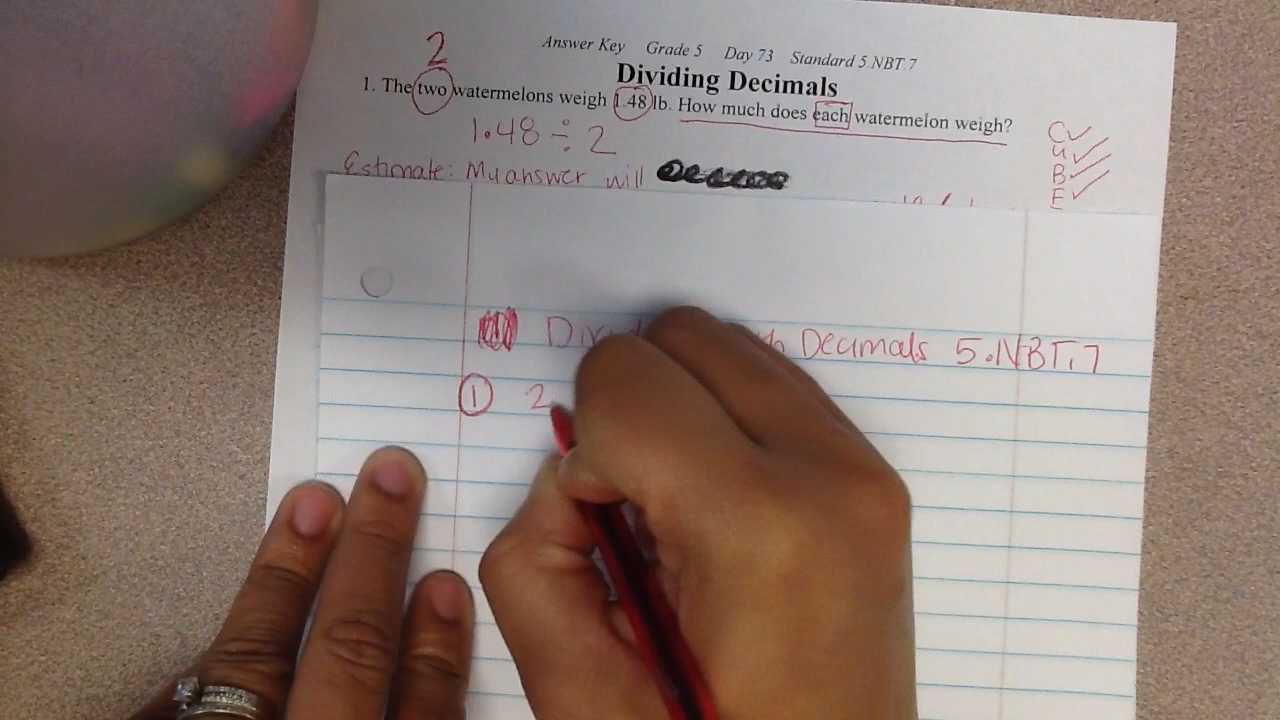 Answer Key Grade 5 Day 73 Standard 5.NBT.7
2
Dividing Decimals
1. The two watermelons weigh 1.48 lb. How much does each watermelon weigh?
1.48 ÷ 2
C
U
B
E
Estimate: My answer will
Decimals 5.NBT.7
1 2